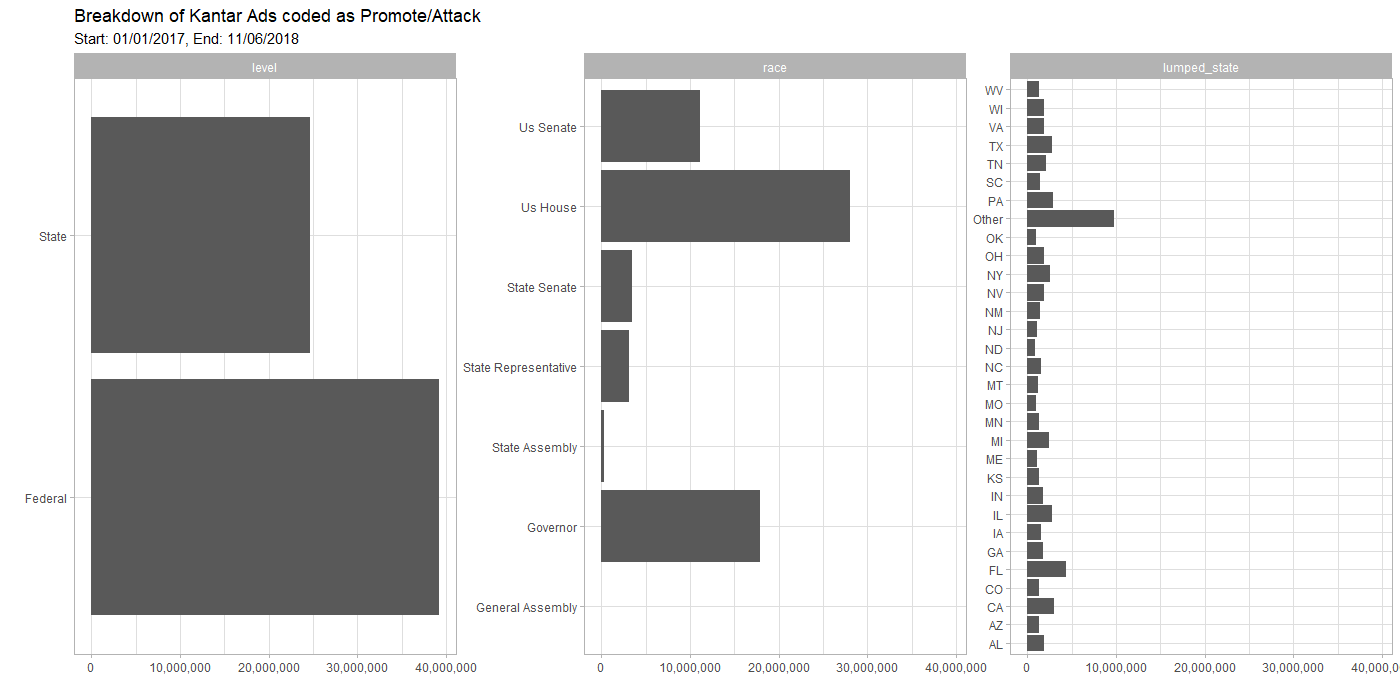 Breakdown of Kantar Ads coded as Promote/Attack
Start: 01/01/2017, End: 11/06/2018
level
State
Federal
0 10,000,000 20,000,000 30,000,000 40,000,000
race
Us Senate
Us House
State Senate
State Representative
State Assembly
Governor
General Assembly
0 10,000,000 20,000,000 30,000,000 40,000,000
lumped_state
WV
WI
VA
TX
TN
SC
PA
Other
OK
OH
NY
NV
NM
NJ
ND
NC
MT
MO
MN
MI
ME
KS
IN
IL
IA
GA
FL
CO
CA
AZ
AL
0 10,000,000 20,000,000 30,000,000 40,000,0